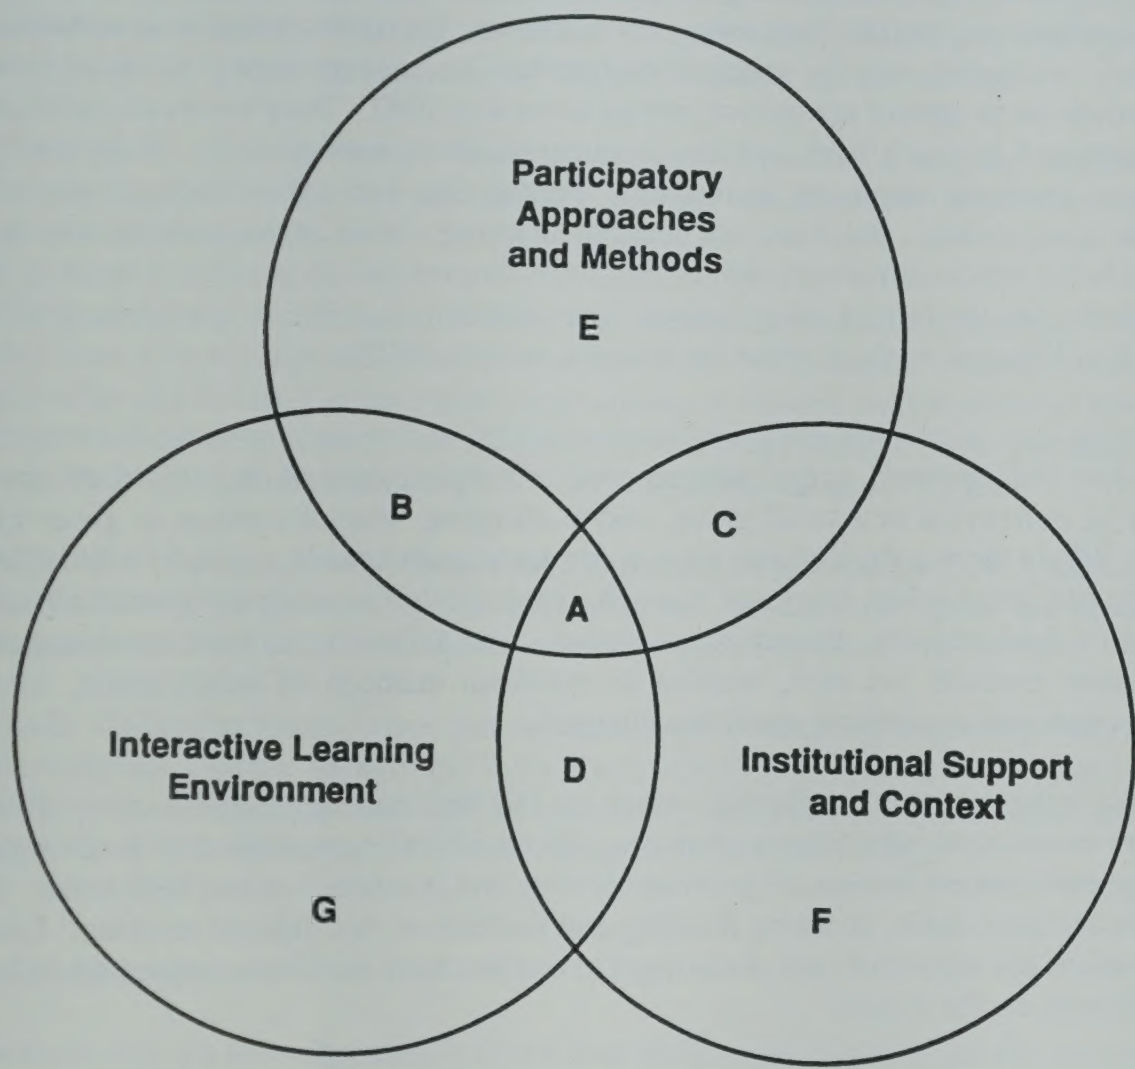 Participatory
Approaches
and Methods
E
B
C
A
Interactive Learning
Environment
D
Institutional Support
and Context
G
F